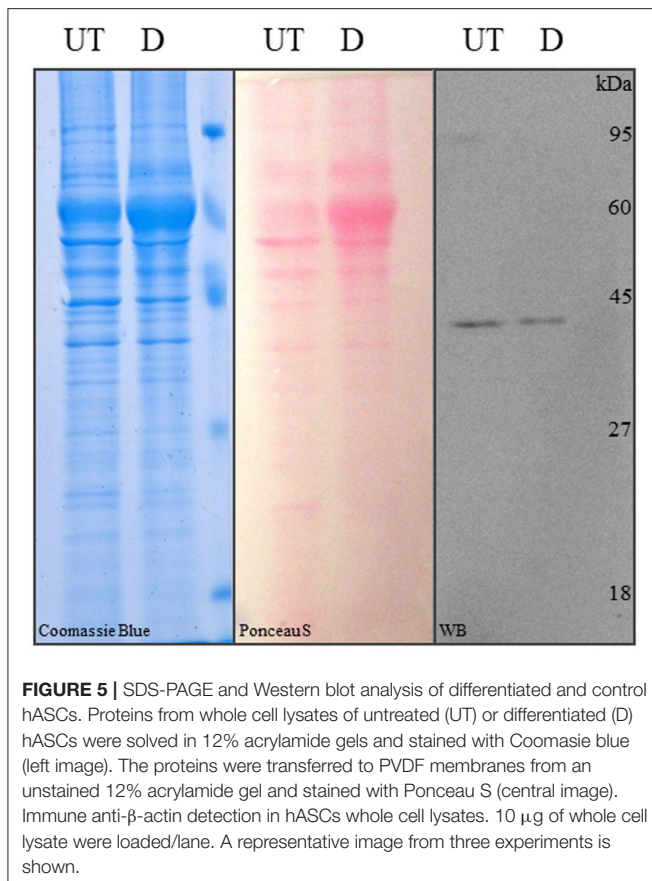 UT D UT D UT D
kDa
95
60
45
27
18
Coomassie Blue PonceauS WB
FIGURE 5 | SDS-PAGE and Western blot analysis of differentiated and control
hASCs. Proteins from whole cell lysates of untreated (UT) or differentiated (D)
hASCs were solved in 12% acrylamide gels and stained with Coomasie blue
(left image). The proteins were transferred to PVDF membranes from an
unstained 12% acrylamide gel and stained with Ponceau S (central image).
Immune anti-β-actin detection in hASCs whole cell lysates. 10 μg of whole cell
lysate were loaded/lane. A representative image from three experiments is
shown.